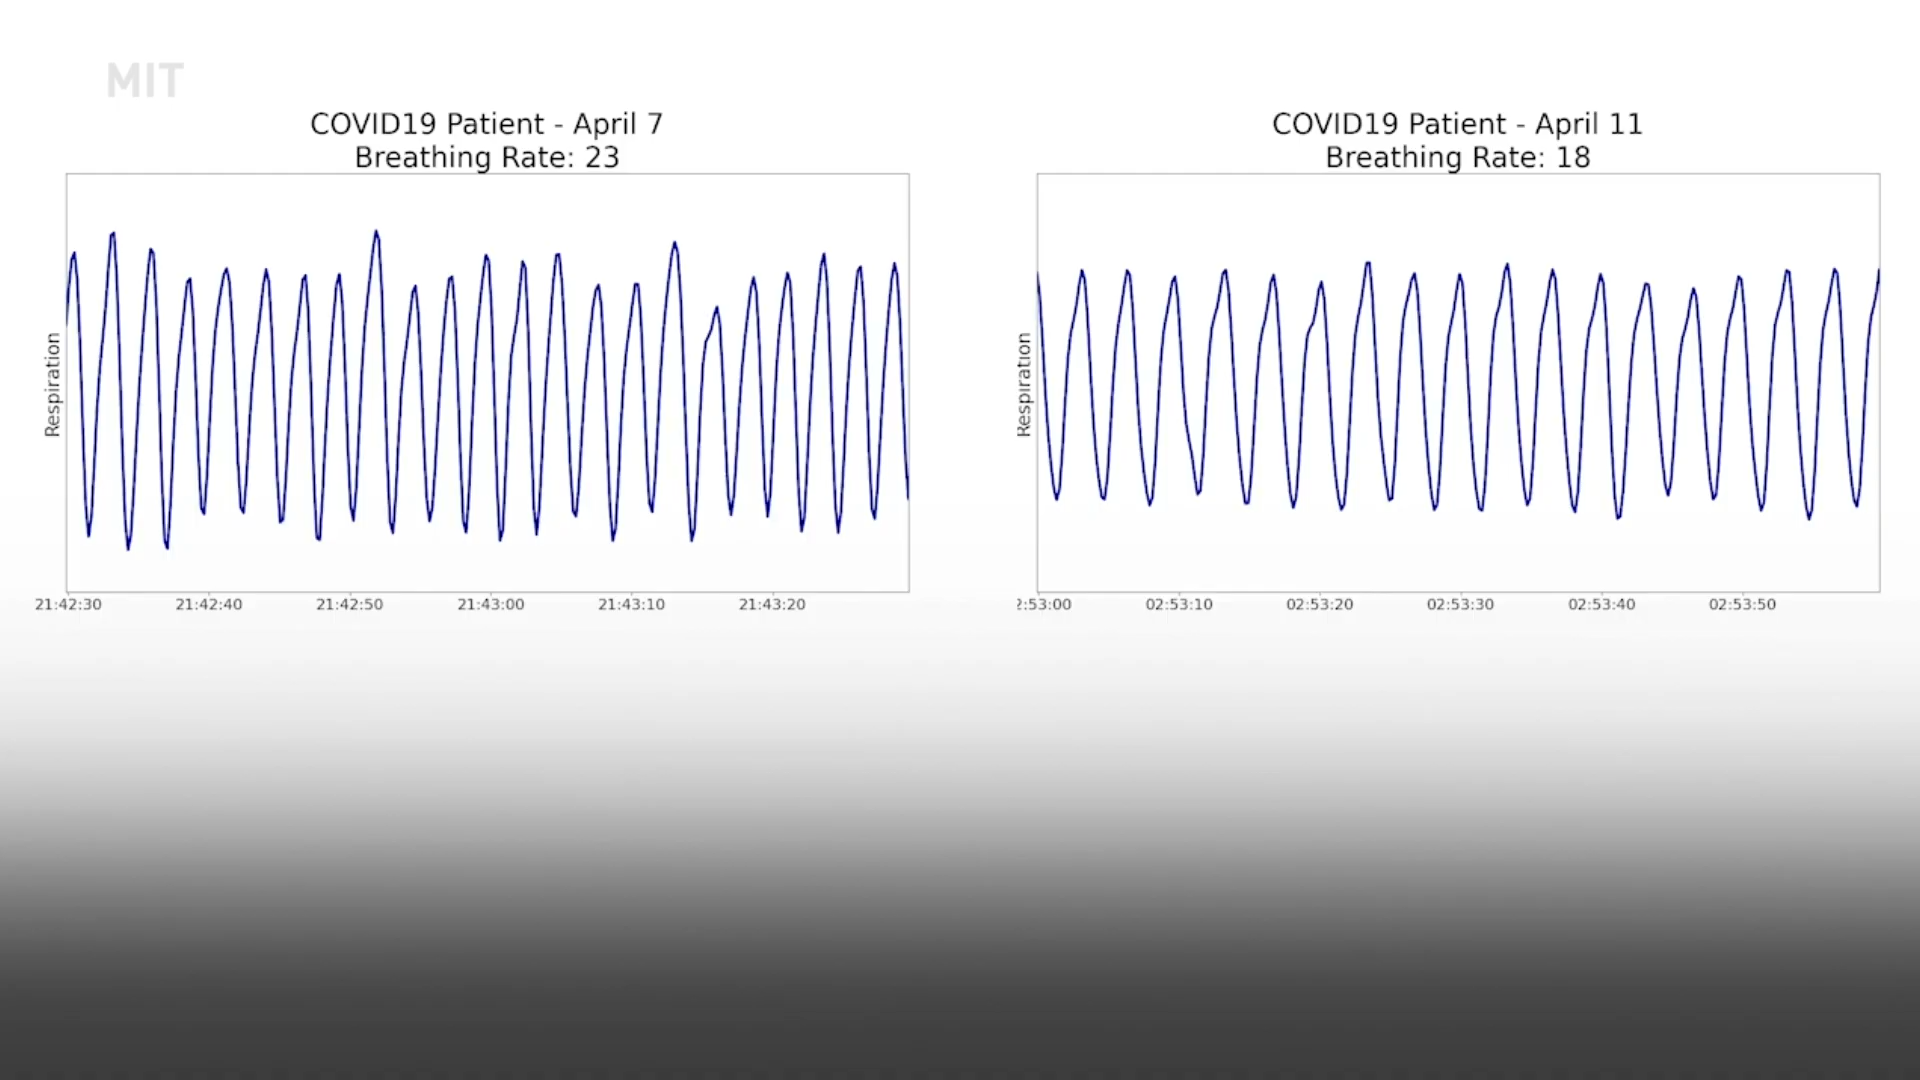 MIT
COVID19 Patient - April 7
Breathing Rate: 23
Respiration
21:42:30 21:42:40 21:42:50 21:43:00 21:43:10 21:43:20
COVID19 Patient - April 11
Breathing Rate: 18
Respiration
2:53:00 02:53:10 02:53:20 02:53:30 02:53:40 02:53:50